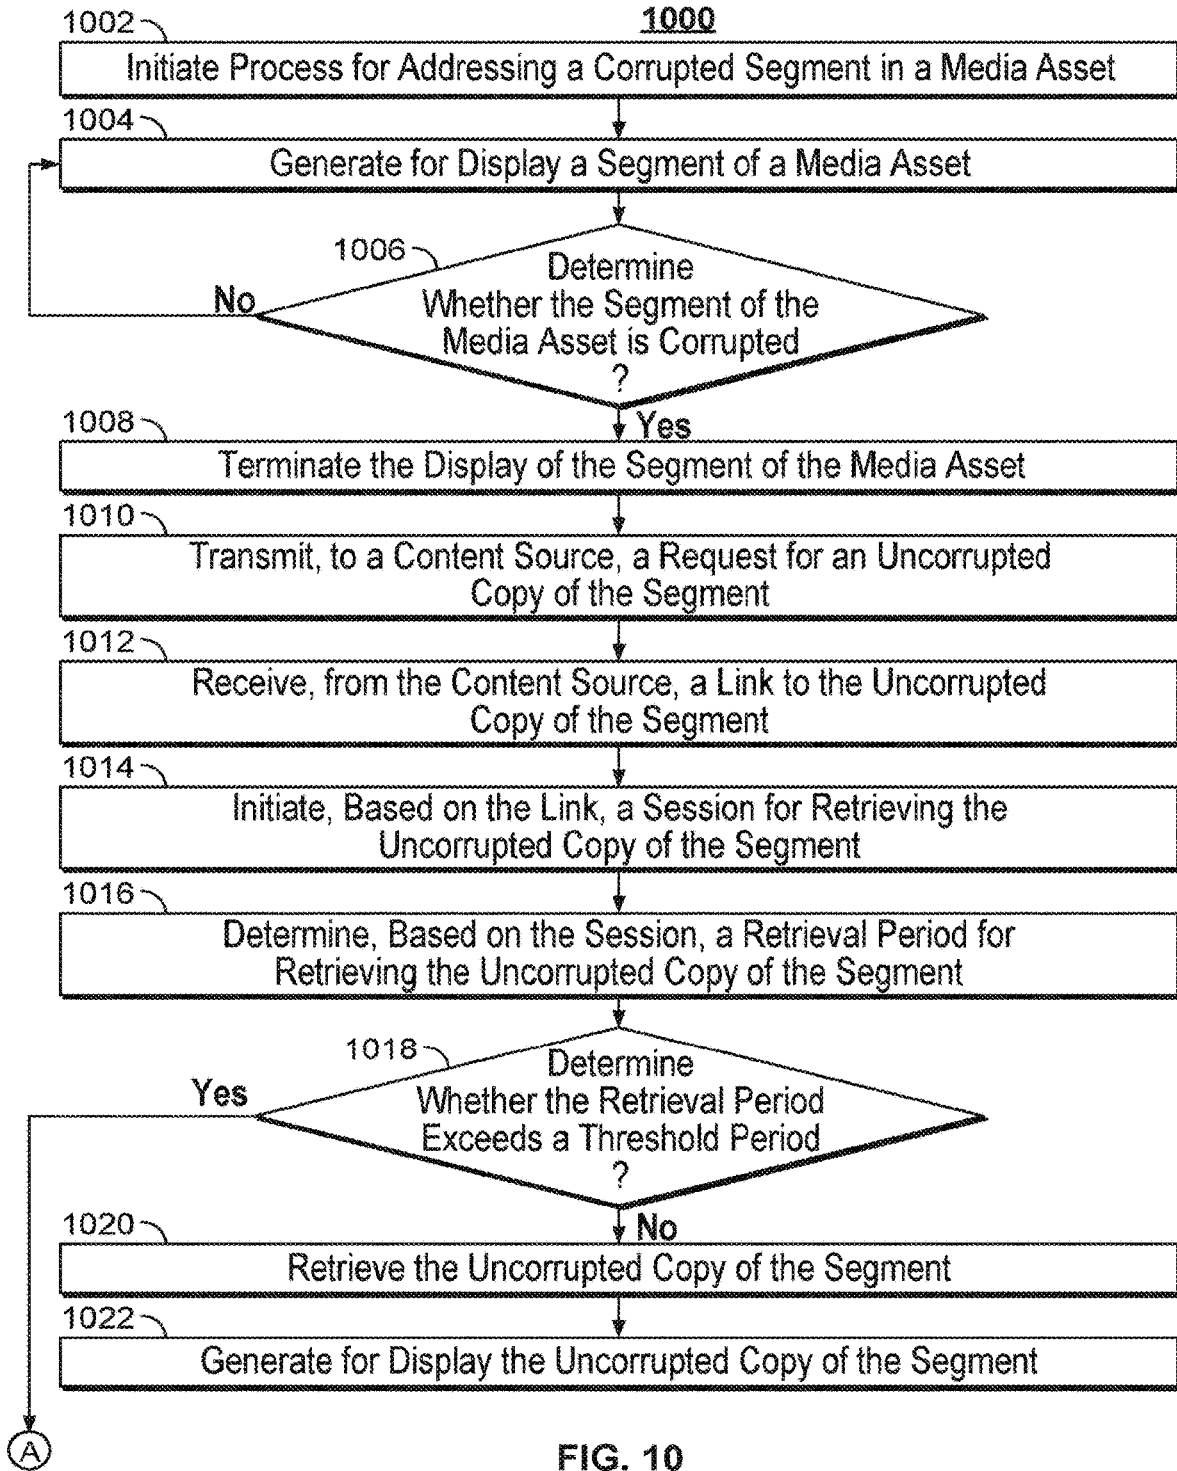 1000
1002
Initiate Process for Addressing a Corrupted Segment in a Media Asset
1004
Generate for Display a Segment of a Media Asset
1006
Determine
Whether the Segment of the
Media Asset is Corrupted
?
No
Yes
1008
Terminate the Display of the Segment of the Media Asset
1010
Transmit, to a Content Source, a Request for an Uncorrupted
Copy of the Segment
1012
Receive, from the Content Source, a Link to the Uncorrupted
Copy of the Segment
1014
Initiate, Based on the Link, a Session for Retrieving the
Uncorrupted Copy of the Segment
1016
Determine, Based on the Session, a Retrieval Period for
Retrieving the Uncorrupted Copy of the Segment
1018
Determine
Whether the Retrieval Period
Exceeds a Threshold Period
?
Yes
No
1020
Retrieve the Uncorrupted Copy of the Segment
1022
Generate for Display the Uncorrupted Copy of the Segment
A
FIG. 10